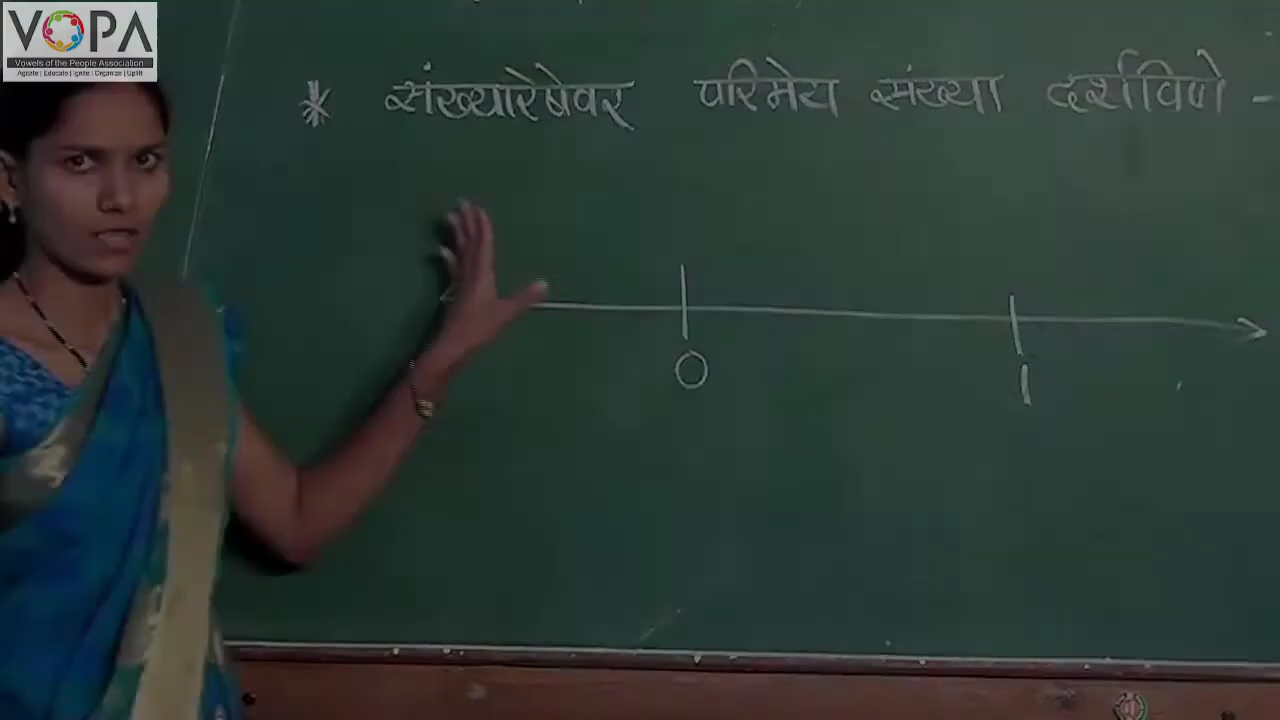 VOPA
Vowels of the People Association
Agitate | Educate | Ignite | Organize | Uplift
* संख्यारेषेवर परिमेय संख्या दर्शविणे -
0 1